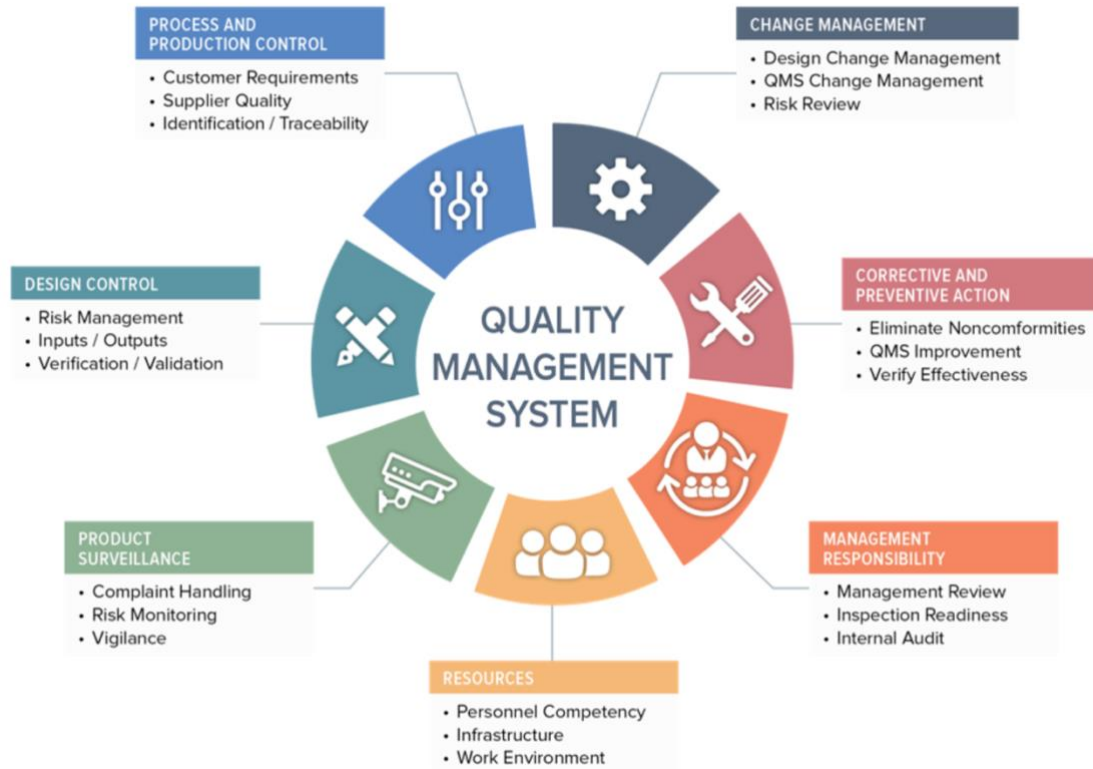 PROCESS AND
PRODUCTION CONTROL
• Customer Requirements
• Supplier Quality
• Identification / Traceability
CHANGE MANAGEMENT
• Design Change Management
• QMS Change Management
• Risk Review
DESIGN CONTROL
• Risk Management
• Inputs / Outputs
• Verification / Validation
QUALITY
MANAGEMENT
SYSTEM
CORRECTIVE AND
PREVENTIVE ACTION
• Eliminate Noncomformities
• QMS Improvement
• Verify Effectiveness
PRODUCT
SURVEILLANCE
• Complaint Handling
• Risk Monitoring
• Vigilance
MANAGEMENT
RESPONSIBILITY
• Management Review
• Inspection Readiness
• Internal Audit
RESOURCES
• Personnel Competency
• Infrastructure
• Work Environment